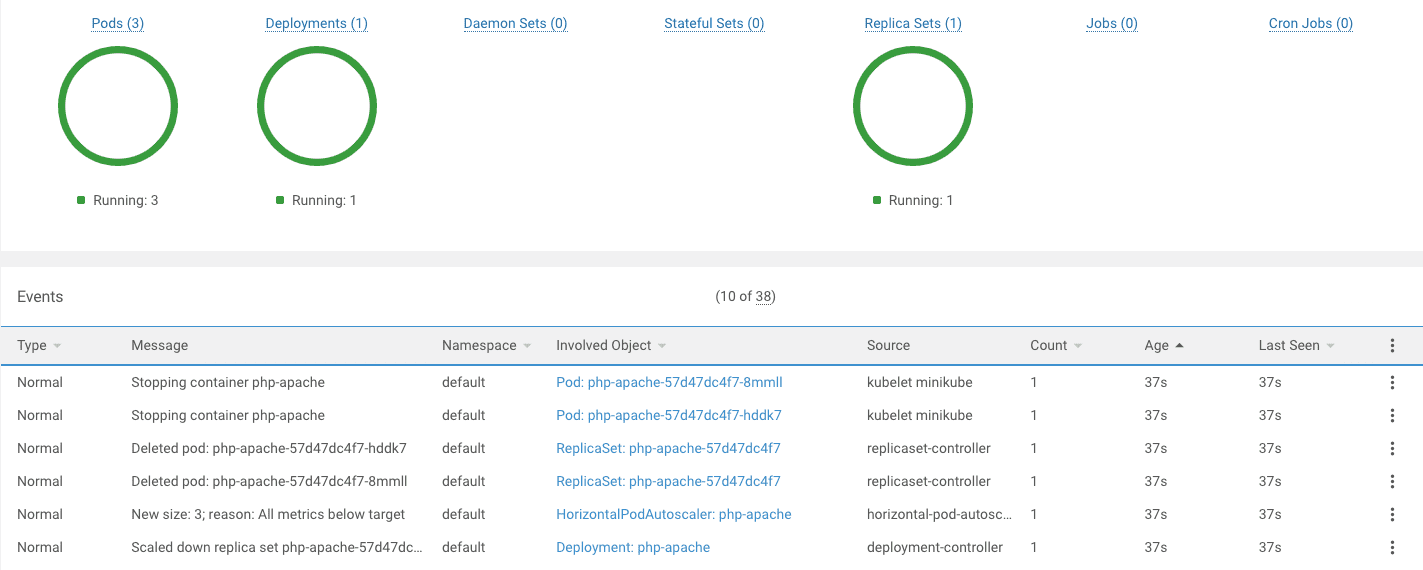 Pods (3) Deployments (1) Daemon Sets (0) Stateful Sets (0) Replica Sets (1) Jobs (0) Cron Jobs (0)
Running: 3 Running: 1 Running: 1
Events (10 of 38)
Type Message Namespace Involved Object Source Count Age Last Seen
Normal Stopping container php-apache default Pod: php-apache-57d47dc4f7-8mmll kubelet minikube 1 37s 37s
Normal Stopping container php-apache default Pod: php-apache-57d47dc4f7-hddk7 kubelet minikube 1 37s 37s
Normal Deleted pod: php-apache-57d47dc4f7-hddk7 default ReplicaSet: php-apache-57d47dc4f7 replicaset-controller 1 37s 37s
Normal Deleted pod: php-apache-57d47dc4f7-8mmll default ReplicaSet: php-apache-57d47dc4f7 replicaset-controller 1 37s 37s
Normal New size: 3; reason: All metrics below target default HorizontalPodAutoscaler: php-apache horizontal-pod-autosc... 1 37s 37s
Normal Scaled down replica set php-apache-57d47dc... default Deployment: php-apache deployment-controller 1 37s 37s